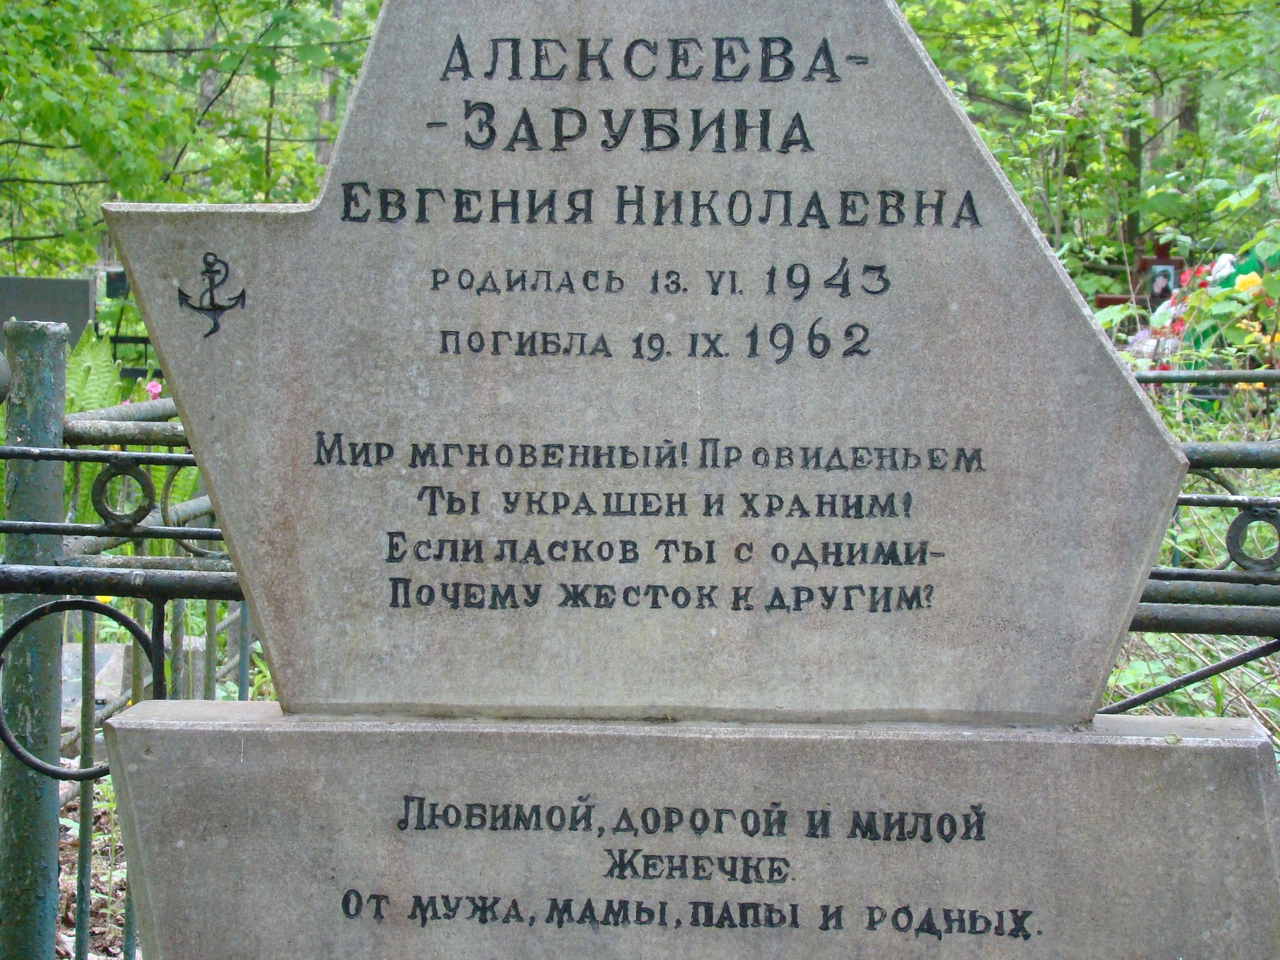 АЛЕКСЕЕВА-
-ЗАРУБИНА
ЕВГЕНИЯ НИКОЛАЕВНА
РОДИЛАСЬ 13. VI. 1943
ПОГИБЛА 19. IX. 1962
МИР МГНОВЕННЫЙ! ПРОВИДЕНЬЕМ
ТЫ УКРАШЕН И ХРАНИМ!
ЕСЛИ ЛАСКОВ ТЫ С ОДНИМИ-
ПОЧЕМУ ЖЕСТОК К ДРУГИМ?
ЛЮБИМОЙ, ДОРОГОЙ И МИЛОЙ
ЖЕНЕЧКЕ.
ОТ МУЖА, МАМЫ, ПАПЫ И РОДНЫХ.